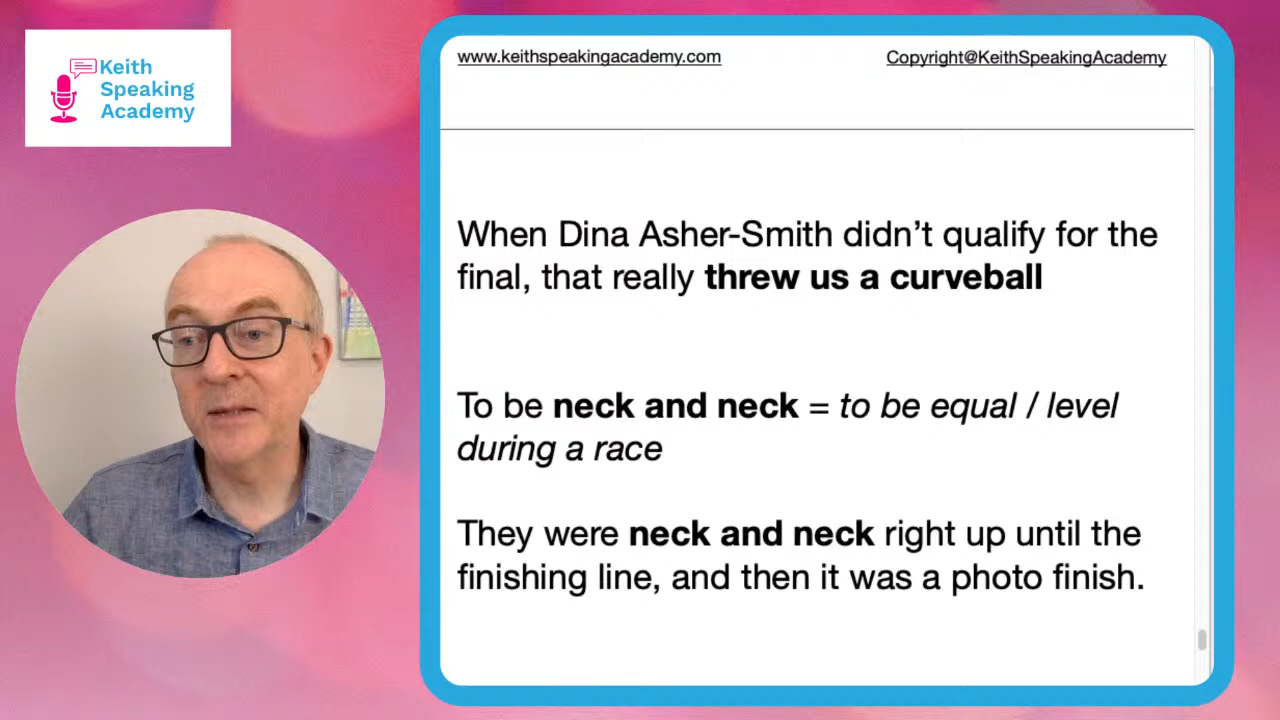 Keith
Speaking
Academy
www.keithspeakingacademy.com
Copyright@KeithSpeakingAcademy
When Dina Asher-Smith didn’t qualify for the
final, that really threw us a curveball
To be neck and neck = to be equal / level
during a race
They were neck and neck right up until the
finishing line, and then it was a photo finish.